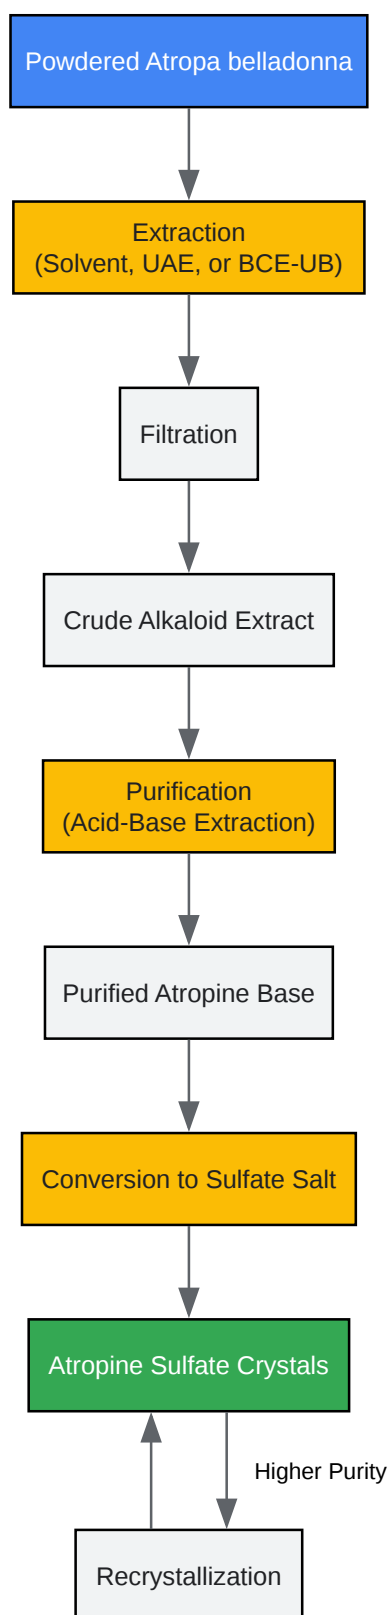 Powdered Atropa belladonna
Extraction
(Solvent, UAE, or BCE-UB)
Filtration
Crude Alkaloid Extract
Purification
(Acid-Base Extraction)
Purified Atropine Base
Conversion to Sulfate Salt
Atropine Sulfate Crystals
Higher Purity
Recrystallization